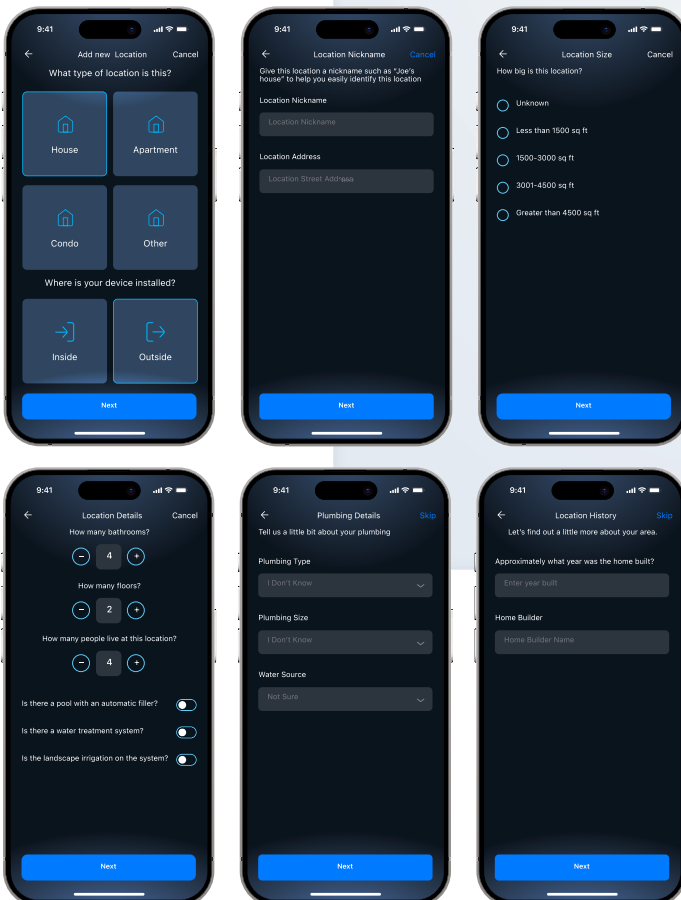 9:41
Add new Location
Cancel
What type of location is this?
House
Apartment
Condo
Other
Where is your device installed?
Inside
Outside
Next
9:41
Location Nickname
Cancel
Give this location a nickname such as “Joe’s
house” to help you easily identify this location
Location Nickname
Location Nickname
Location Address
Location Street Address
Next
9:41
Location Size
Cancel
How big is this location?
Unknown
Less than 1500 sq ft
1500-3000 sq ft
3001-4500 sq ft
Greater than 4500 sq ft
Next
9:41
Location Details
Cancel
How many bathrooms?
− 4 +
How many floors?
− 2 +
How many people live at this location?
− 4 +
Is there a pool with an automatic filler?
Is there a water treatment system?
Is the landscape irrigation on the system?
Next
9:41
Plumbing Details
Skip
Tell us a little bit about your plumbing
Plumbing Type
I Don't Know
Plumbing Size
I Don't Know
Water Source
Not Sure
Next
9:41
Location History
Skip
Let's find out a little more about your area.
Approximately what year was the home built?
Enter year built
Home Builder
Home Builder Name
Next